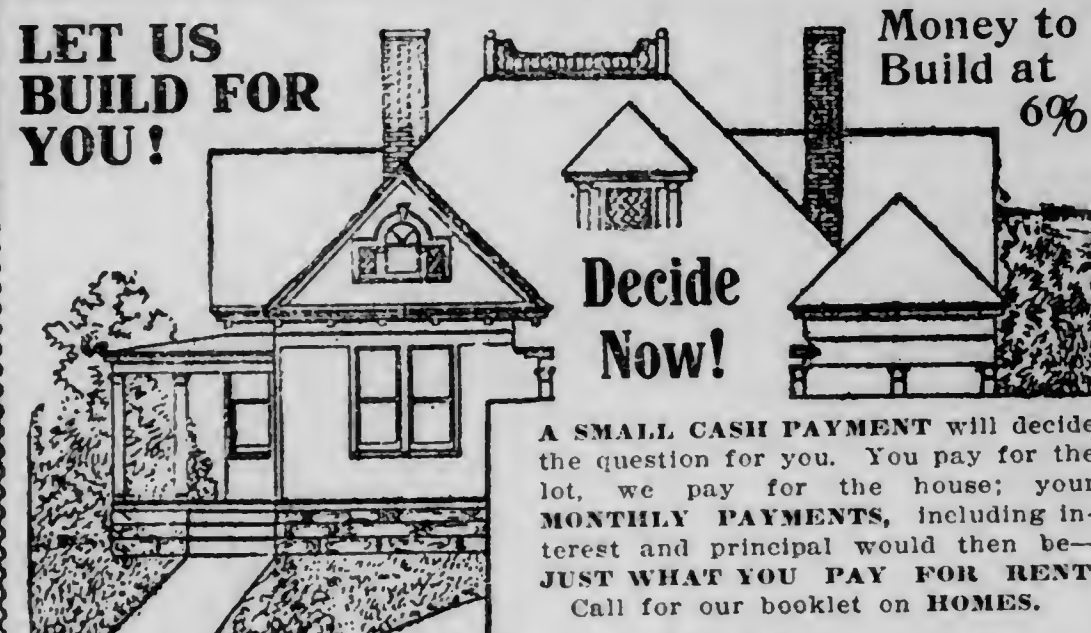 LET US
BUILD FOR
YOU!
Money to
Build at
6%
Decide
Now!
A SMALL CASH PAYMENT will decide
the question for you. You pay for the
lot, we pay for the house; your
MONTHLY PAYMENTS, including in-
terest and principal would then be—
JUST WHAT YOU PAY FOR RENT
Call for our booklet on HOMES.